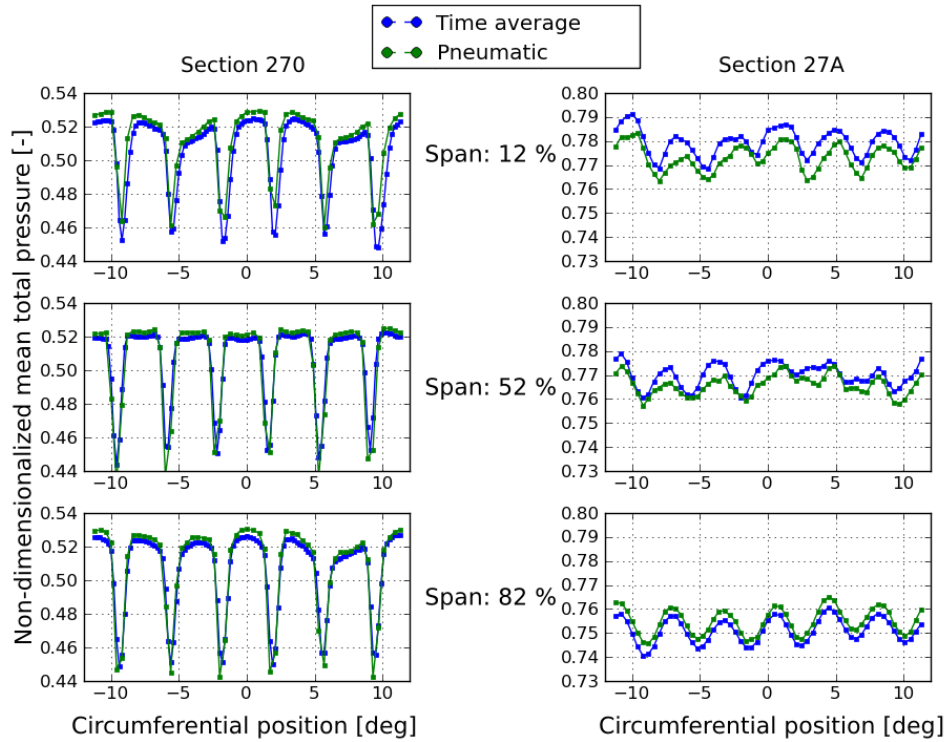 Time average
Pneumatic
Section 270
Section 27A
Non-dimensionalized mean total pressure [-]
0.54
0.52
0.50
0.48
0.46
0.44
−10 −5 0 5 10
Span: 12 %
0.80
0.79
0.78
0.77
0.76
0.75
0.74
0.73
−10 −5 0 5 10
0.54
0.52
0.50
0.48
0.46
0.44
−10 −5 0 5 10
Span: 52 %
0.80
0.79
0.78
0.77
0.76
0.75
0.74
0.73
−10 −5 0 5 10
0.54
0.52
0.50
0.48
0.46
0.44
−10 −5 0 5 10
Span: 82 %
0.80
0.79
0.78
0.77
0.76
0.75
0.74
0.73
−10 −5 0 5 10
Circumferential position [deg]
Circumferential position [deg]